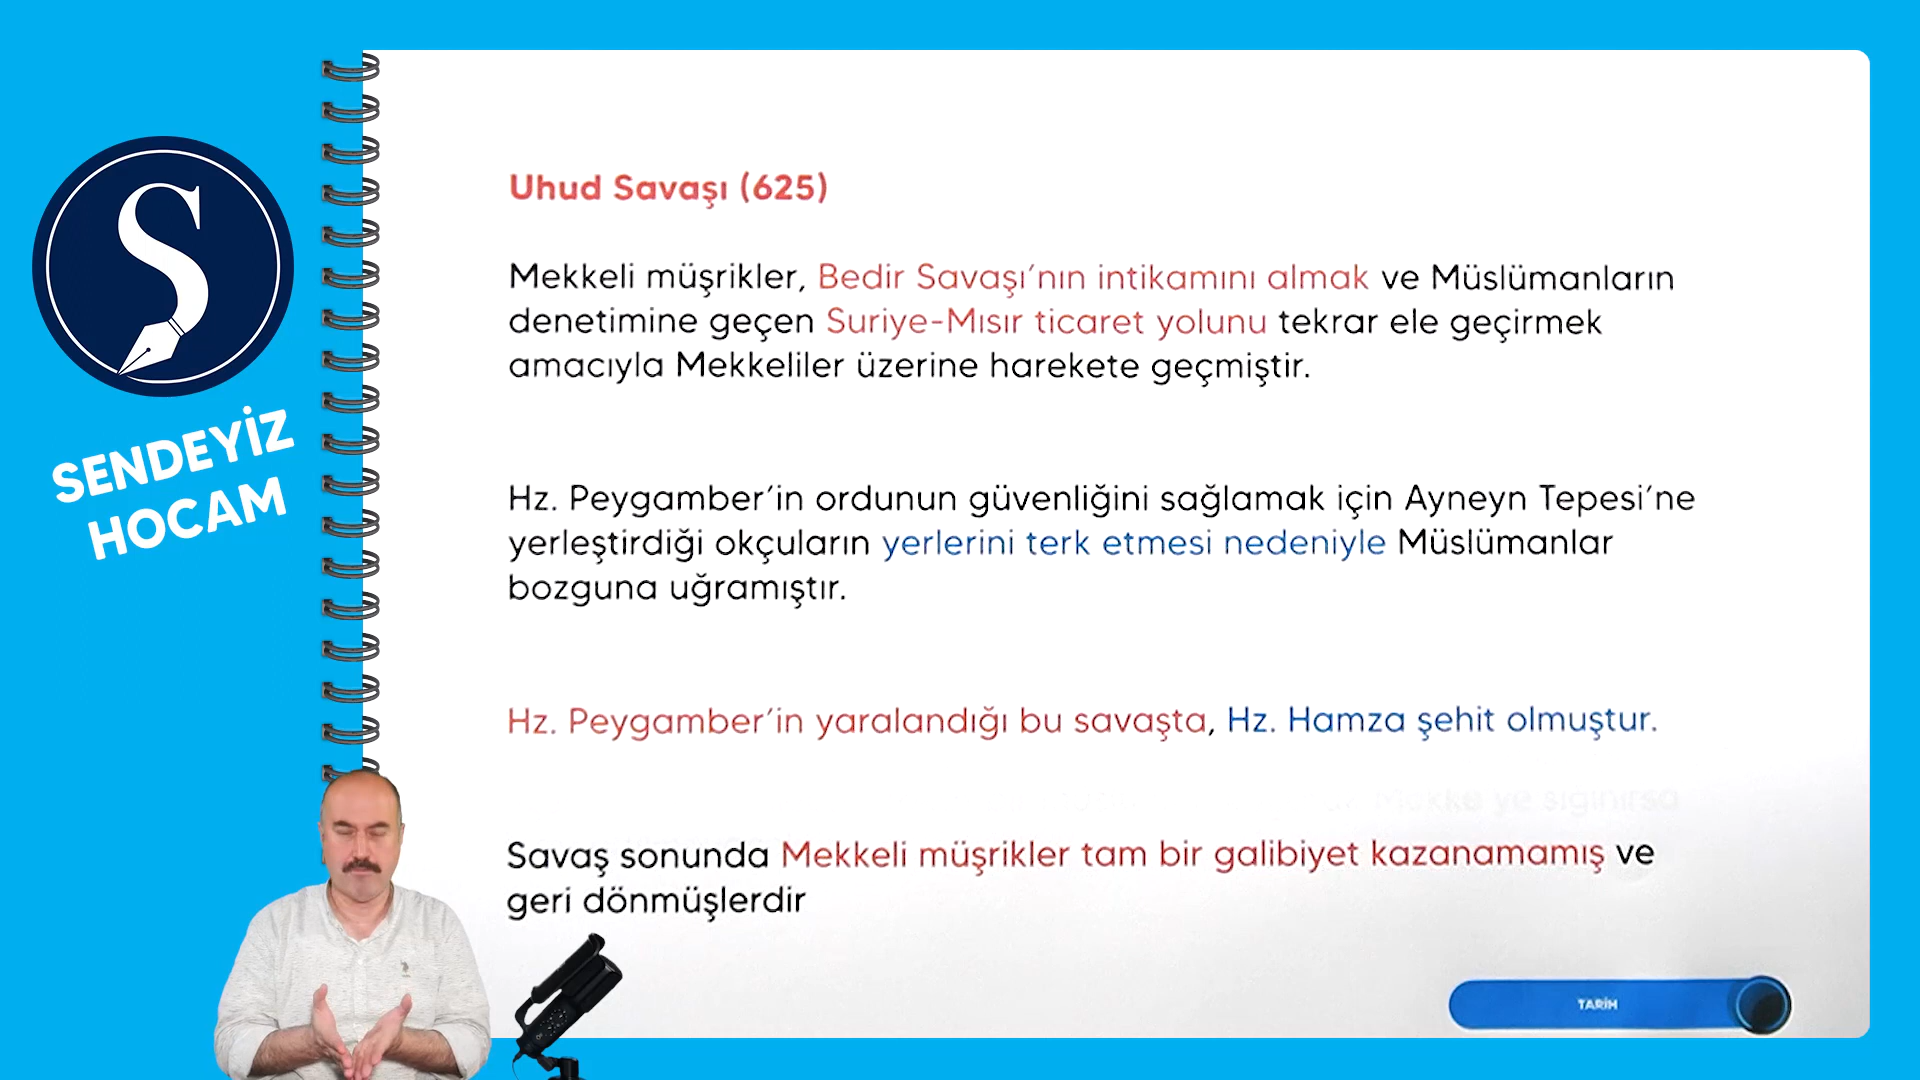 S
SENDEYİZ
HOCAM
Uhud Savaşı (625)
Mekkeli müşrikler, Bedir Savaşı'nın intikamını almak ve Müslümanların
denetimine geçen Suriye-Mısır ticaret yolunu tekrar ele geçirmek
amacıyla Mekkeliler üzerine harekete geçmiştir.
Hz. Peygamber'in ordunun güvenliğini sağlamak için Ayneyn Tepesi'ne
yerleştirdiği okçuların yerlerini terk etmesi nedeniyle Müslümanlar
bozguna uğramıştır.
Hz. Peygamber'in yaralandığı bu savaşta, Hz. Hamza şehit olmuştur.
Savaş sonunda Mekkeli müşrikler tam bir galibiyet kazanamamış ve
geri dönmüşlerdir
TARİH